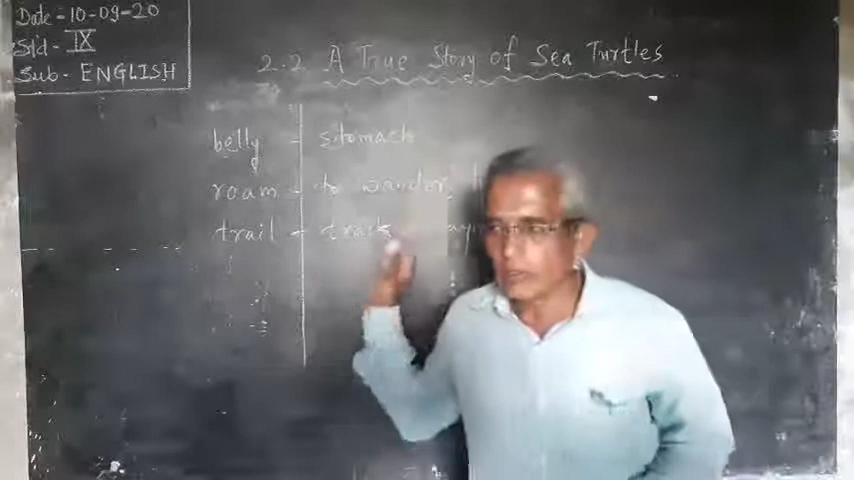 Date = 10-09-20
Std - IX
Sub - ENGLISH
2.2 A True Story of Sea Turtles
belly = stomach
roam = to wander,
trail - track